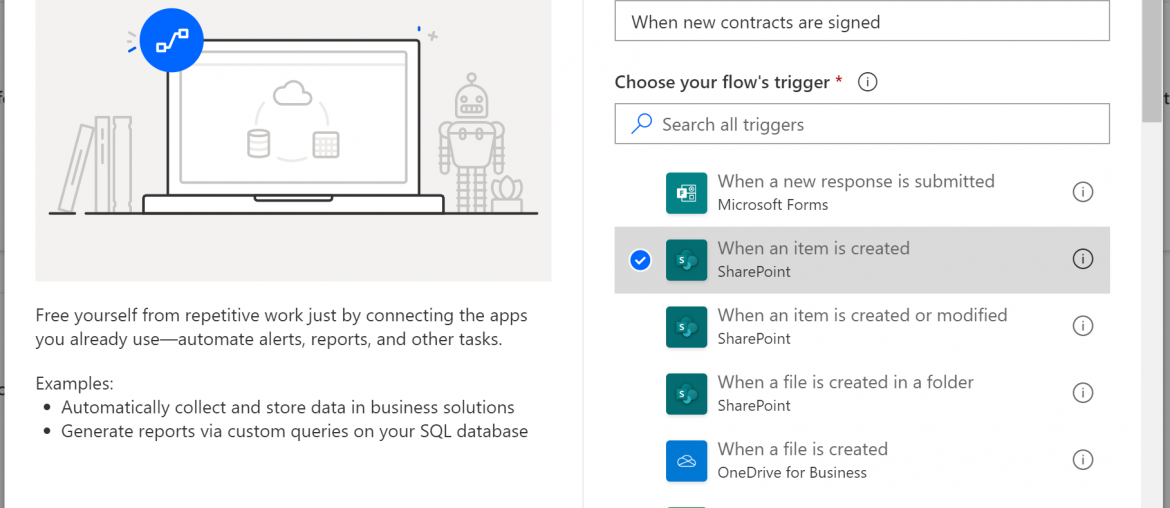 When new contracts are signed
Choose your flow's trigger *
Search all triggers
When a new response is submitted
Microsoft Forms
When an item is created
SharePoint
When an item is created or modified
SharePoint
When a file is created in a folder
SharePoint
When a file is created
OneDrive for Business
Free yourself from repetitive work just by connecting the apps
you already use—automate alerts, reports, and other tasks.
Examples:
• Automatically collect and store data in business solutions
• Generate reports via custom queries on your SQL database